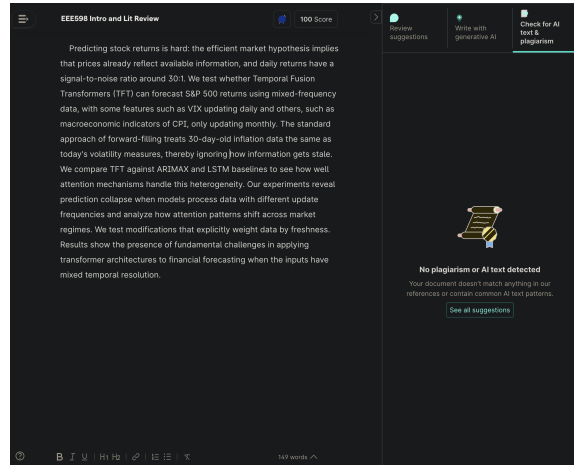 EEE598 Intro and Lit Review
100 Score
Predicting stock returns is hard: the efficient market hypothesis implies
that prices already reflect available information, and daily returns have a
signal-to-noise ratio around 30:1. We test whether Temporal Fusion
Transformers (TFT) can forecast S&P 500 returns using mixed-frequency
data, with some features such as VIX updating daily and others, such as
macroeconomic indicators of CPI, only updating monthly. The standard
approach of forward-filling treats 30-day-old inflation data the same as
today's volatility measures, thereby ignoring how information gets stale.
We compare TFT against ARIMAX and LSTM baselines to see how well
attention mechanisms handle this heterogeneity. Our experiments reveal
prediction collapse when models process data with different update
frequencies and analyze how attention patterns shift across market
regimes. We test modifications that explicitly weight data by freshness.
Results show the presence of fundamental challenges in applying
transformer architectures to financial forecasting when the inputs have
mixed temporal resolution.
B I U H1 H2
149 words
Review
suggestions
Write with
generative AI
Check for AI
text &
plagiarism
No plagiarism or AI text detected
Your document doesn't match anything in our
references or contain common AI text patterns.
See all suggestions